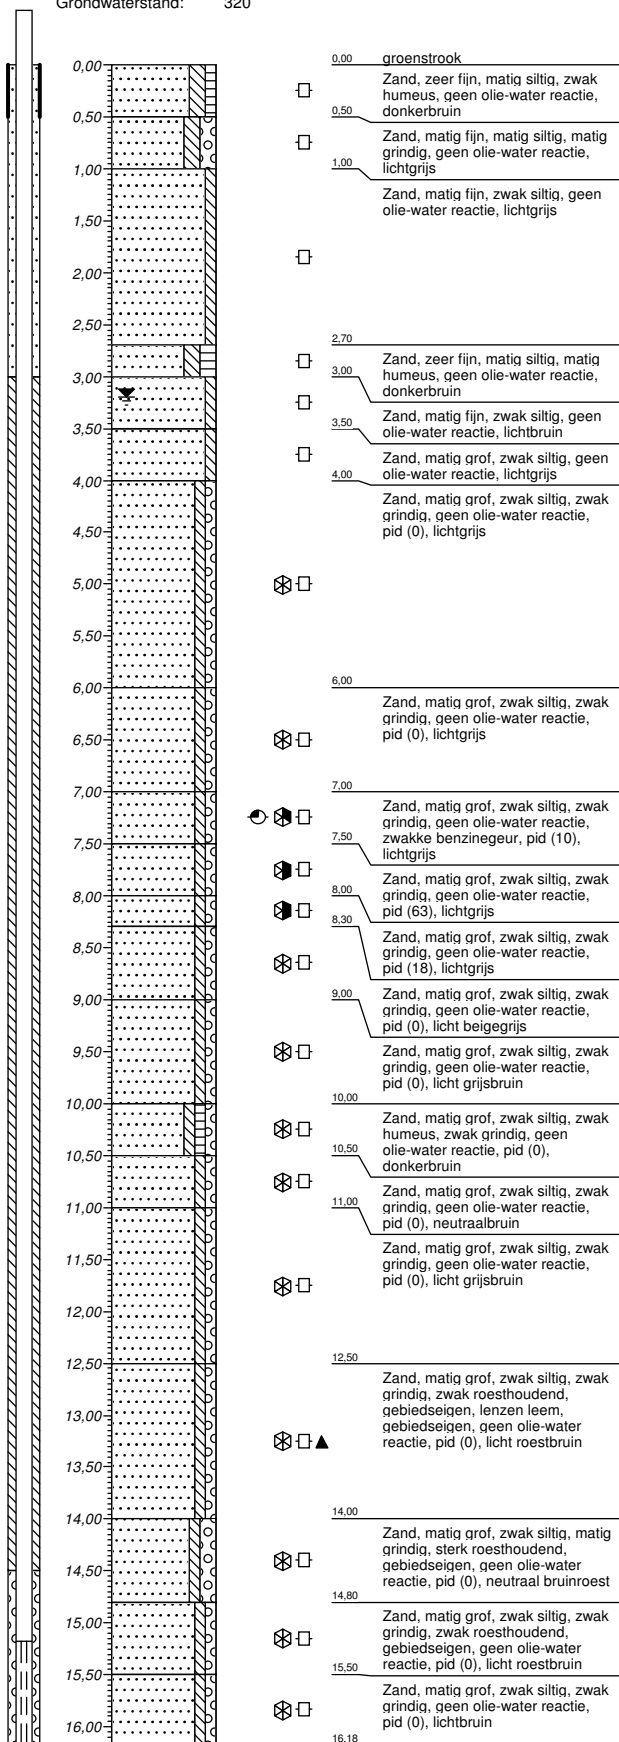 Grondwaterstand: 320
0,00
0,50
1,00
1,50
2,00
2,50
3,00
3,50
4,00
4,50
5,00
5,50
6,00
6,50
7,00
7,50
8,00
8,50
9,00
9,50
10,00
10,50
11,00
11,50
12,00
12,50
13,00
13,50
14,00
14,50
15,00
15,50
16,00
0,00 groenstrook
Zand, zeer fijn, matig siltig, zwak
humeus, geen olie-water reactie,
donkerbruin
0,50
Zand, matig fijn, matig siltig, matig
grindig, geen olie-water reactie,
lichtgrijs
1,00
Zand, matig fijn, zwak siltig, geen
olie-water reactie, lichtgrijs
2,70
Zand, zeer fijn, matig siltig, matig
humeus, geen olie-water reactie,
donkerbruin
3,00
Zand, matig fijn, zwak siltig, geen
olie-water reactie, lichtbruin
3,50
Zand, matig grof, zwak siltig, geen
olie-water reactie, lichtgrijs
4,00
Zand, matig grof, zwak siltig, zwak
grindig, geen olie-water reactie,
pid (0), lichtgrijs
6,00
Zand, matig grof, zwak siltig, zwak
grindig, geen olie-water reactie,
pid (0), lichtgrijs
7,00
Zand, matig grof, zwak siltig, zwak
grindig, geen olie-water reactie,
zwakke benzinegeur, pid (10),
lichtgrijs
7,50
Zand, matig grof, zwak siltig, zwak
grindig, geen olie-water reactie,
pid (63), lichtgrijs
8,00
Zand, matig grof, zwak siltig, zwak
grindig, geen olie-water reactie,
pid (18), lichtgrijs
8,30
Zand, matig grof, zwak siltig, zwak
grindig, geen olie-water reactie,
pid (0), licht beigegrijs
9,00
Zand, matig grof, zwak siltig, zwak
grindig, geen olie-water reactie,
pid (0), licht grijsbruin
10,00
Zand, matig grof, zwak siltig, zwak
humeus, zwak grindig, geen
olie-water reactie, pid (0),
donkerbruin
10,50
Zand, matig grof, zwak siltig, zwak
grindig, geen olie-water reactie,
pid (0), neutraalbruin
11,00
Zand, matig grof, zwak siltig, zwak
grindig, geen olie-water reactie,
pid (0), licht grijsbruin
12,50
Zand, matig grof, zwak siltig, zwak
grindig, zwak roesthoudend,
gebiedseigen, lenzen leem,
gebiedseigen, geen olie-water
reactie, pid (0), licht roestbruin
14,00
Zand, matig grof, zwak siltig, matig
grindig, sterk roesthoudend,
gebiedseigen, geen olie-water
reactie, pid (0), neutraal bruinroest
14,80
Zand, matig grof, zwak siltig, zwak
grindig, zwak roesthoudend,
gebiedseigen, geen olie-water
reactie, pid (0), licht roestbruin
15,50
Zand, matig grof, zwak siltig, zwak
grindig, geen olie-water reactie,
pid (0), lichtbruin
16,18